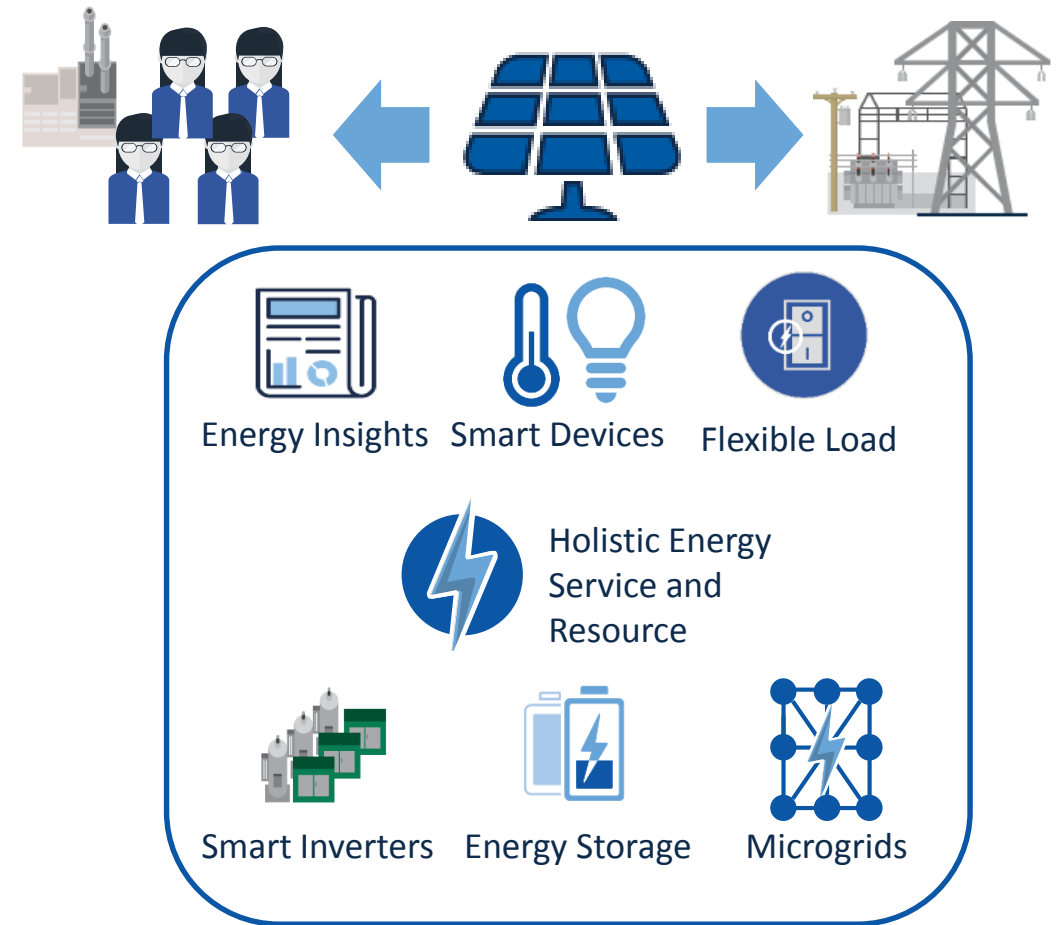 Energy Insights
Smart Devices
Flexible Load
Holistic Energy
Service and
Resource
Smart Inverters
Energy Storage
Microgrids